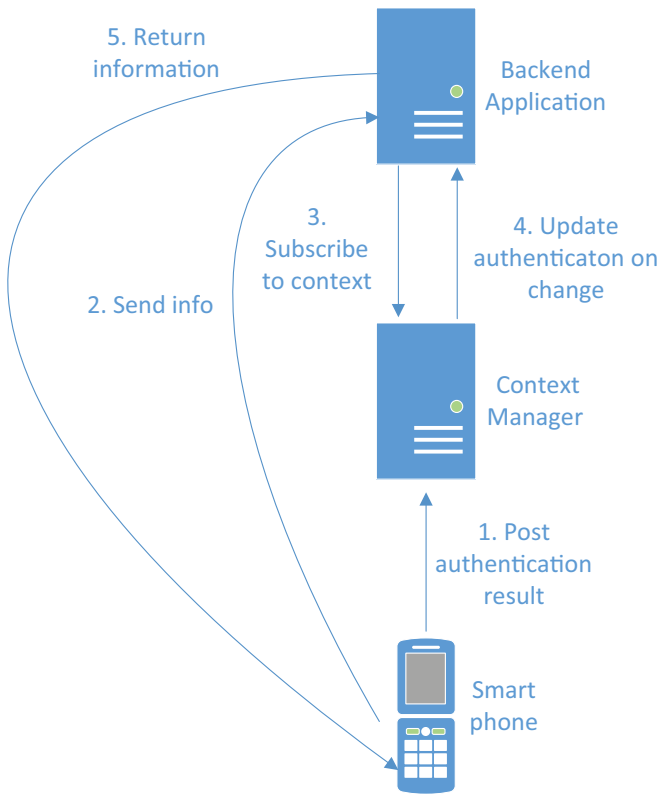 5. Return
information
Backend
Application
3.
Subscribe
to context
4. Update
authenticaton on
change
2. Send info
Context
Manager
1. Post
authentication
result
Smart
phone